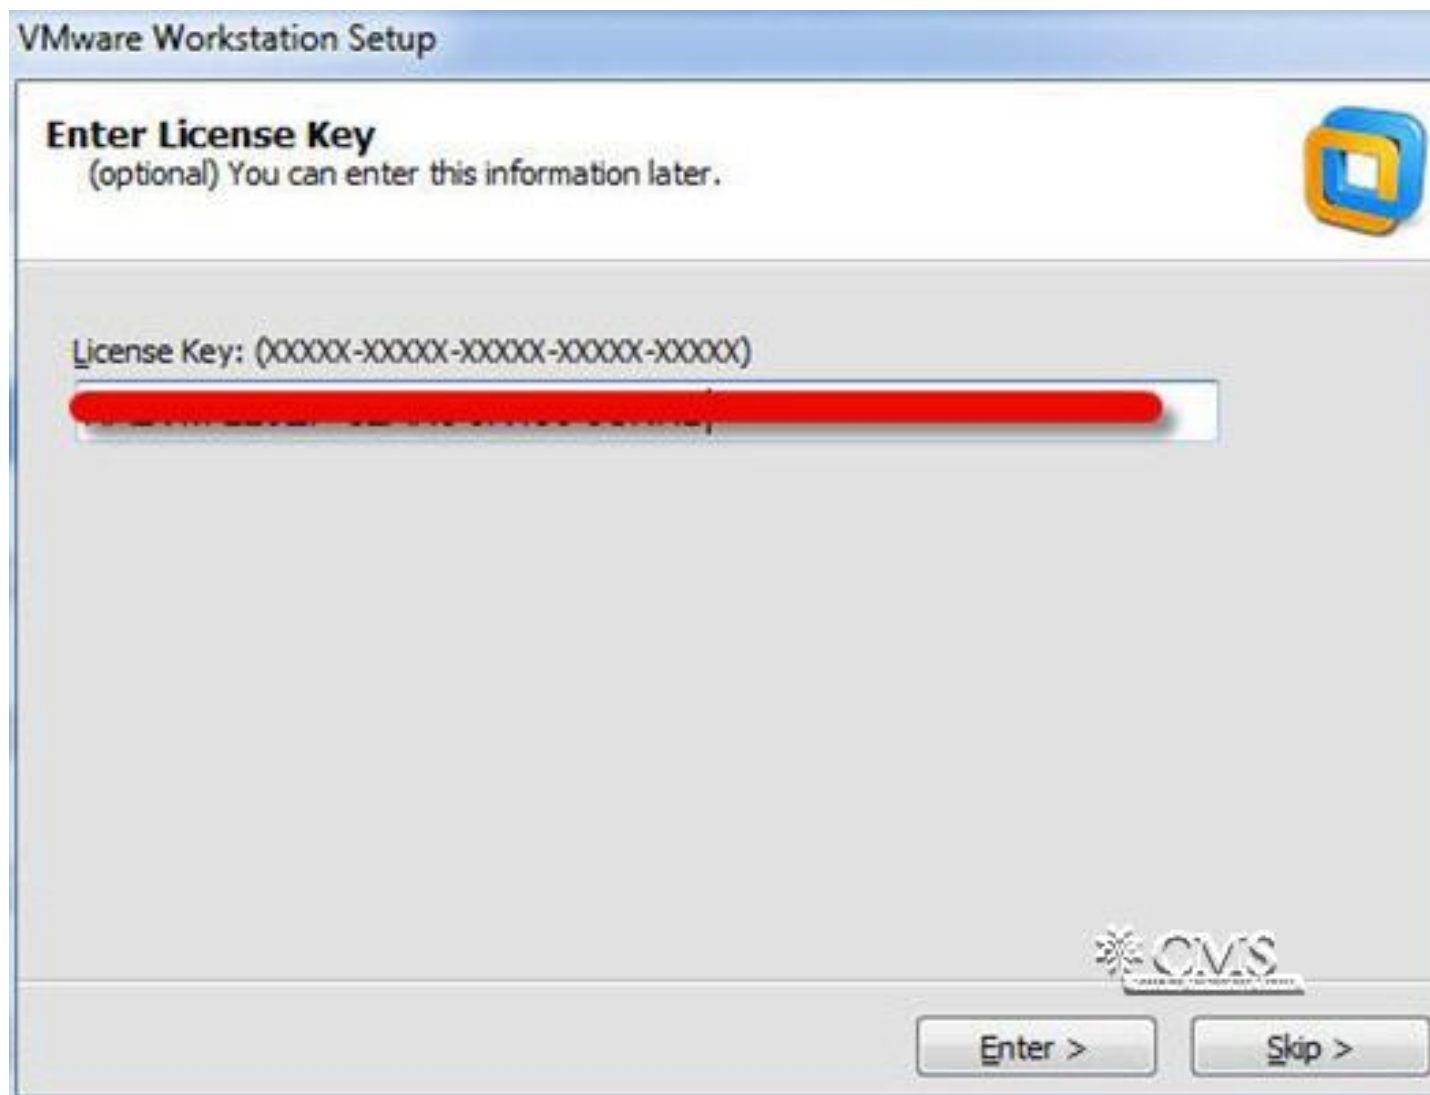 VMware Workstation Setup
Enter License Key
(optional) You can enter this information later.
License Key: (XXXXX-XXXXX-XXXXX-XXXXX-XXXXX)
CMS
Enter >
Skip >